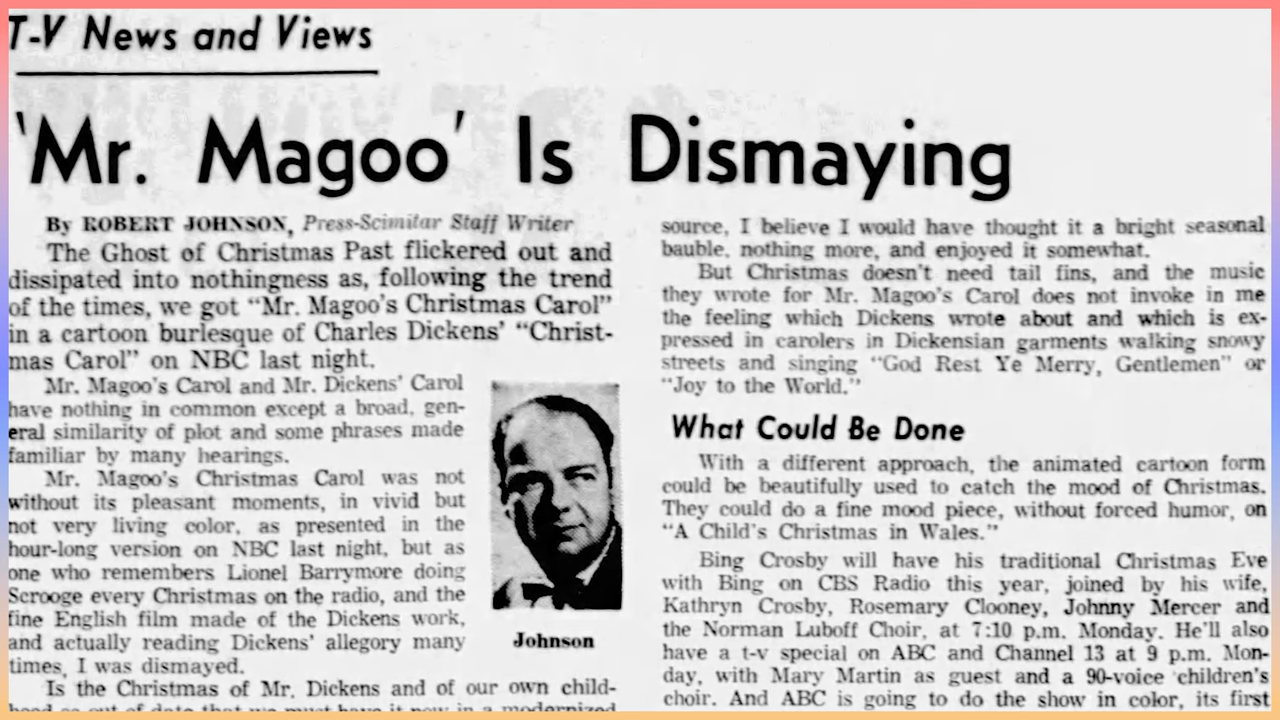 T-V News and Views
'Mr. Magoo' Is Dismaying
By ROBERT JOHNSON, Press-Scimitar Staff Writer
The Ghost of Christmas Past flickered out and
dissipated into nothingness as, following the trend
of the times, we got "Mr. Magoo's Christmas Carol"
in a cartoon burlesque of Charles Dickens' "Christ-
mas Carol" on NBC last night.
Mr. Magoo's Carol and Mr. Dickens' Carol
have nothing in common except a broad, gen-
eral similarity of plot and some phrases made
familiar by many hearings.
Mr. Magoo's Christmas Carol was not
without its pleasant moments, in vivid but
not very living color, as presented in the
hour-long version on NBC last night, but as
one who remembers Lionel Barrymore doing
Scrooge every Christmas on the radio, and the
fine English film made of the Dickens work,
and actually reading Dickens' allegory many
times, I was dismayed.
Is the Christmas of Mr. Dickens and of our own child-
hood so out of date that we must have it now in a modernized
Johnson
source, I believe I would have thought it a bright seasonal
bauble, nothing more, and enjoyed it somewhat.
But Christmas doesn't need tail fins, and the music
they wrote for Mr. Magoo's Carol does not invoke in me
the feeling which Dickens wrote about and which is ex-
pressed in carolers in Dickensian garments walking snowy
streets and singing "God Rest Ye Merry, Gentlemen" or
"Joy to the World."
What Could Be Done
With a different approach, the animated cartoon form
could be beautifully used to catch the mood of Christmas.
They could do a fine mood piece, without forced humor, on
"A Child's Christmas in Wales."
Bing Crosby will have his traditional Christmas Eve
with Bing on CBS Radio this year, joined by his wife,
Kathryn Crosby, Rosemary Clooney, Johnny Mercer and
the Norman Luboff Choir, at 7:10 p.m. Monday. He'll also
have a t-v special on ABC and Channel 13 at 9 p.m. Mon-
day, with Mary Martin as guest and a 90-voice children's
choir. And ABC is going to do the show in color, its first